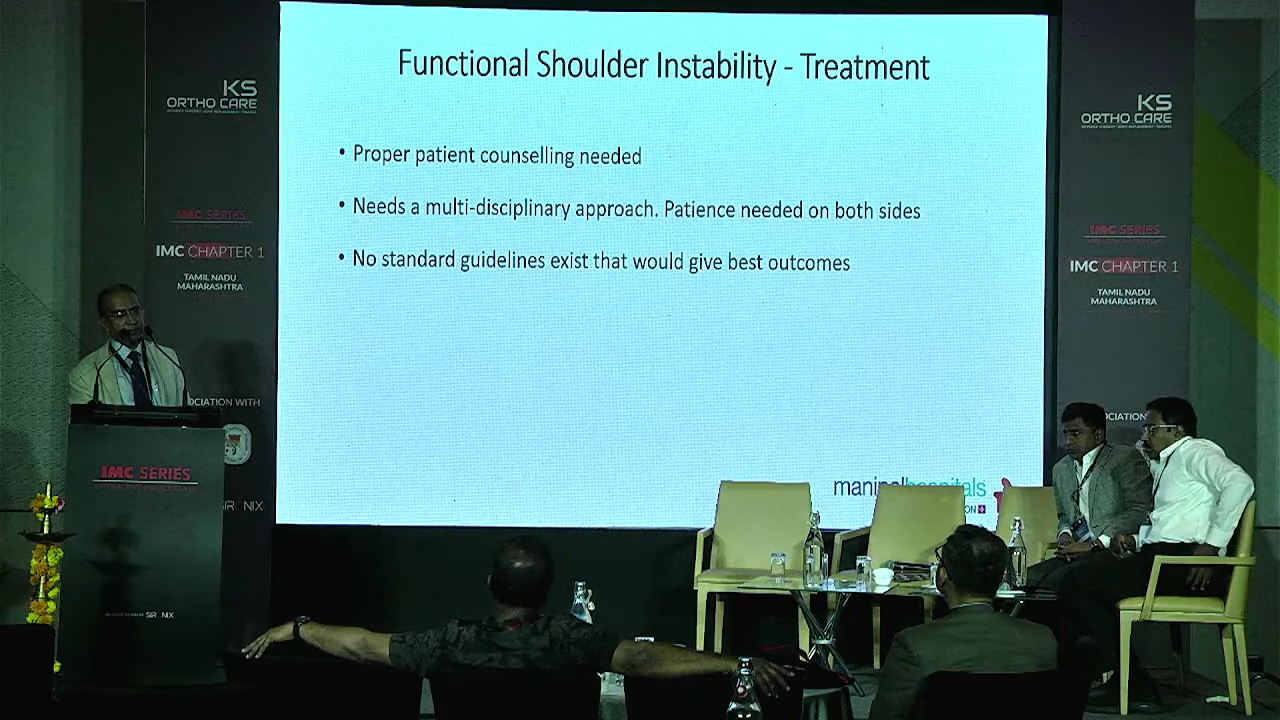 Functional Shoulder Instability - Treatment
• Proper patient counselling needed
• Needs a multi-disciplinary approach. Patience needed on both sides
• No standard guidelines exist that would give best outcomes
KS
ORTHO CARE
IMC SERIES
IMC CHAPTER 1
TAMIL NADU
MAHARASHTRA
OCIATION WITH
IMC SERIES
KS
ORTHO CARE
IMC SERIES
IMC CHAPTER 1
TAMIL NADU
MAHARASHTRA